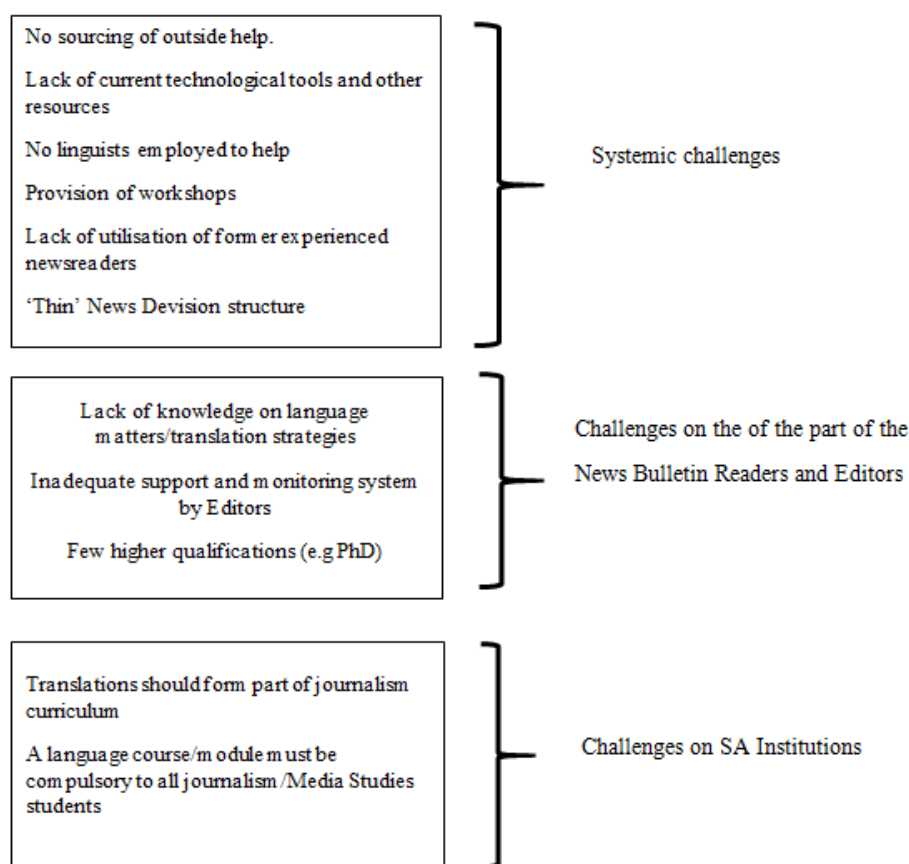 No sourcing of outside help.
Lack of current technological tools and other
resources
No linguists employed to help
Provision of workshops
Lack of utilisation of former experienced
newsreaders
‘Thin’ News Devision structure
Systemic challenges
Lack of knowledge on language
matters/translation strategies
Inadequate support and monitoring system
by Editors
Few higher qualifications (e.g PhD)
Challenges on the of the part of the
News Bulletin Readers and Editors
Translations should form part of journalism
curriculum
A language course/module must be
compulsory to all journalism/Media Studies
students
Challenges on SA Institutions